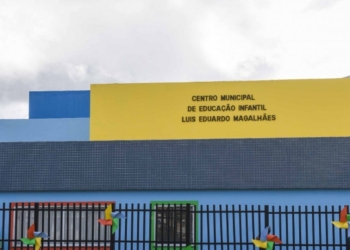 CENTRO MUNICIPAL
DE EDUCAÇÃO INFANTIL
LUIS EDUARDO MAGALHÃES